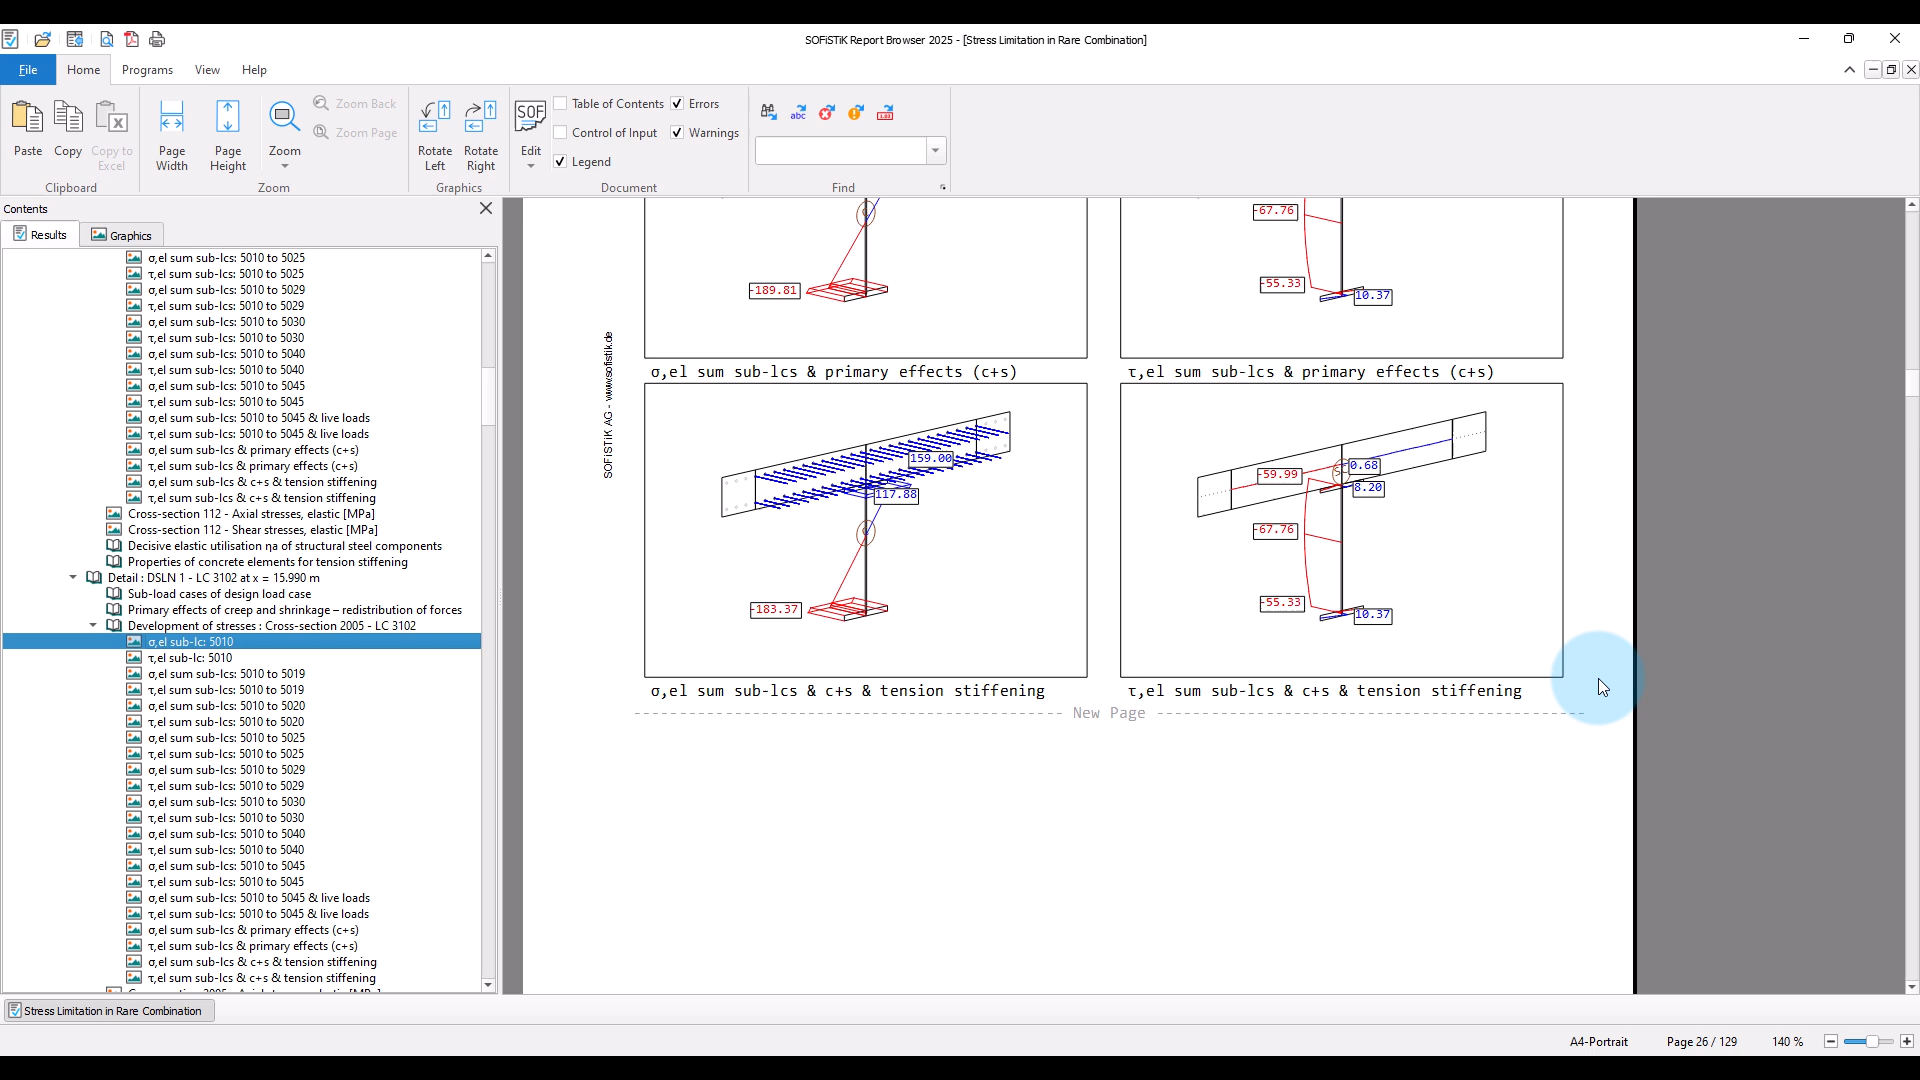 SOFiSTiK Report Browser 2025 - [Stress Limitation in Rare Combination]
File Home Programs View Help
Paste Copy Copy to Excel
Clipboard
Page Width Page Height Zoom Zoom Back Zoom Page
Zoom
Rotate Left Rotate Right
Graphics
SOF Edit
Table of Contents Errors
Control of Input Warnings
Legend
Document
abc
Find
Contents
Results Graphics
σ,el sum sub-lcs: 5010 to 5025
τ,el sum sub-lcs: 5010 to 5025
σ,el sum sub-lcs: 5010 to 5029
τ,el sum sub-lcs: 5010 to 5029
σ,el sum sub-lcs: 5010 to 5030
τ,el sum sub-lcs: 5010 to 5030
σ,el sum sub-lcs: 5010 to 5040
τ,el sum sub-lcs: 5010 to 5040
σ,el sum sub-lcs: 5010 to 5045
τ,el sum sub-lcs: 5010 to 5045
σ,el sum sub-lcs: 5010 to 5045 & live loads
τ,el sum sub-lcs: 5010 to 5045 & live loads
σ,el sum sub-lcs & primary effects (c+s)
τ,el sum sub-lcs & primary effects (c+s)
σ,el sum sub-lcs & c+s & tension stiffening
τ,el sum sub-lcs & c+s & tension stiffening
Cross-section 112 - Axial stresses, elastic [MPa]
Cross-section 112 - Shear stresses, elastic [MPa]
Decisive elastic utilisation ηa of structural steel components
Properties of concrete elements for tension stiffening
Detail : DSLN 1 - LC 3102 at x = 15.990 m
Sub-load cases of design load case
Primary effects of creep and shrinkage – redistribution of forces
Development of stresses : Cross-section 2005 - LC 3102
σ,el sub-lc: 5010
τ,el sub-lc: 5010
σ,el sum sub-lcs: 5010 to 5019
τ,el sum sub-lcs: 5010 to 5019
σ,el sum sub-lcs: 5010 to 5020
τ,el sum sub-lcs: 5010 to 5020
σ,el sum sub-lcs: 5010 to 5025
τ,el sum sub-lcs: 5010 to 5025
σ,el sum sub-lcs: 5010 to 5029
τ,el sum sub-lcs: 5010 to 5029
σ,el sum sub-lcs: 5010 to 5030
τ,el sum sub-lcs: 5010 to 5030
σ,el sum sub-lcs: 5010 to 5040
τ,el sum sub-lcs: 5010 to 5040
σ,el sum sub-lcs: 5010 to 5045
τ,el sum sub-lcs: 5010 to 5045
σ,el sum sub-lcs: 5010 to 5045 & live loads
τ,el sum sub-lcs: 5010 to 5045 & live loads
σ,el sum sub-lcs & primary effects (c+s)
τ,el sum sub-lcs & primary effects (c+s)
σ,el sum sub-lcs & c+s & tension stiffening
τ,el sum sub-lcs & c+s & tension stiffening
SOFiSTiK AG - www.sofistik.de
-189.81
-67.76
-55.33
10.37
σ,el sum sub-lcs & primary effects (c+s)
τ,el sum sub-lcs & primary effects (c+s)
159.00
117.88
-183.37
-59.99
0.68
8.20
-67.76
-55.33
10.37
σ,el sum sub-lcs & c+s & tension stiffening
τ,el sum sub-lcs & c+s & tension stiffening
New Page
Stress Limitation in Rare Combination
A4-Portrait Page 26 / 129 140 %